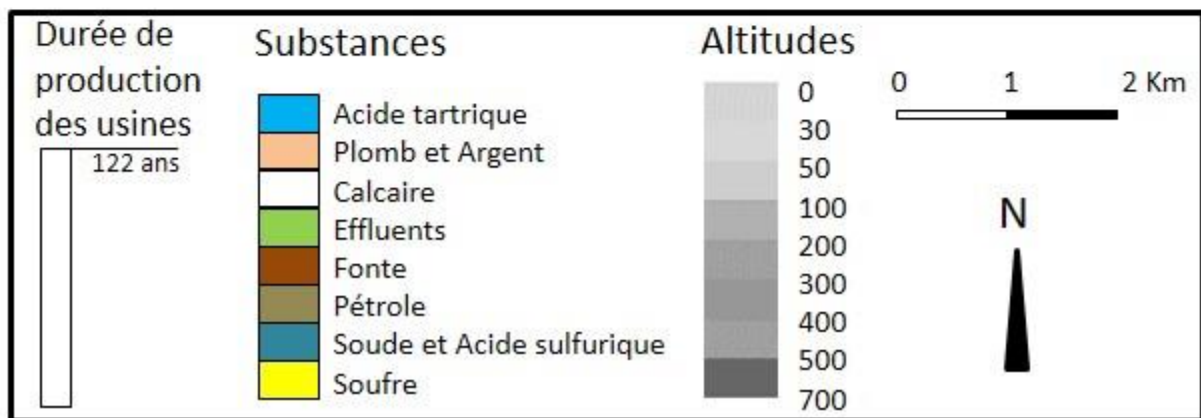 Durée de
production
des usines
122 ans
Substances
Acide tartrique
Plomb et Argent
Calcaire
Effluents
Fonte
Pétrole
Soude et Acide sulfurique
Soufre
Altitudes
0
30
50
100
200
300
400
500
700
0 1 2 Km
N